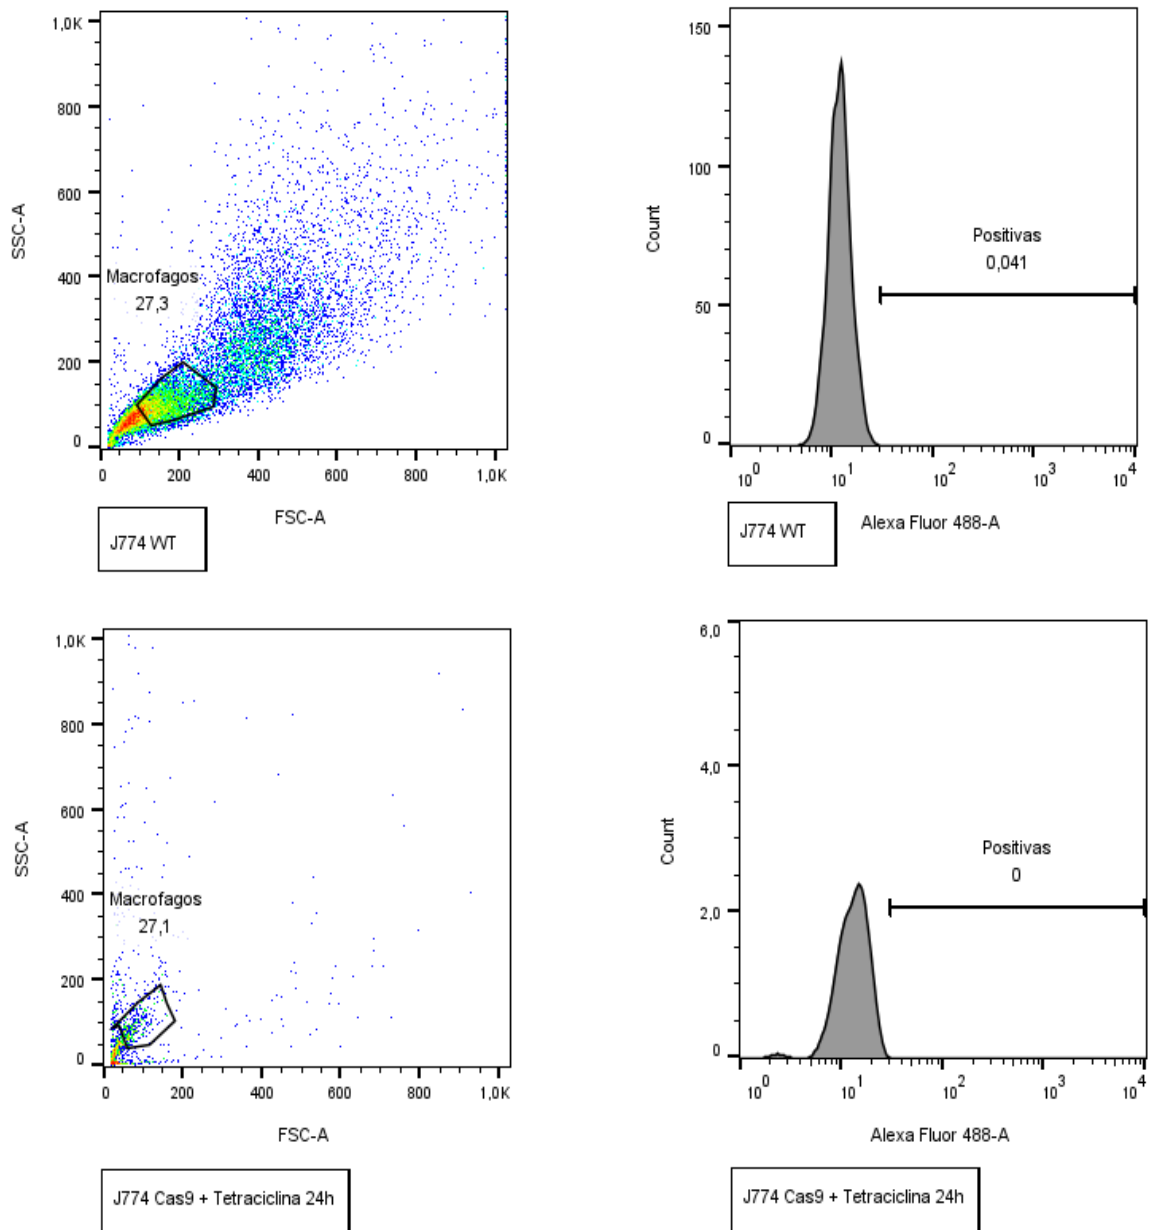 1,0K
800
600
400
200
0
SSC-A
Macrofagos
27,3
0 200 400 600 800 1,0K
FSC-A
J774 WT
150
100
50
0
Count
Positivas
0,041
10^0 10^1 10^2 10^3 10^4
Alexa Fluor 488-A
J774 WT
1,0K
800
600
400
200
0
SSC-A
Macrofagos
27,1
0 200 400 600 800 1,0K
FSC-A
J774 Cas9 + Tetraciclina 24h
6,0
4,0
2,0
0
Count
Positivas
0
10^0 10^1 10^2 10^3 10^4
Alexa Fluor 488-A
J774 Cas9 + Tetraciclina 24h